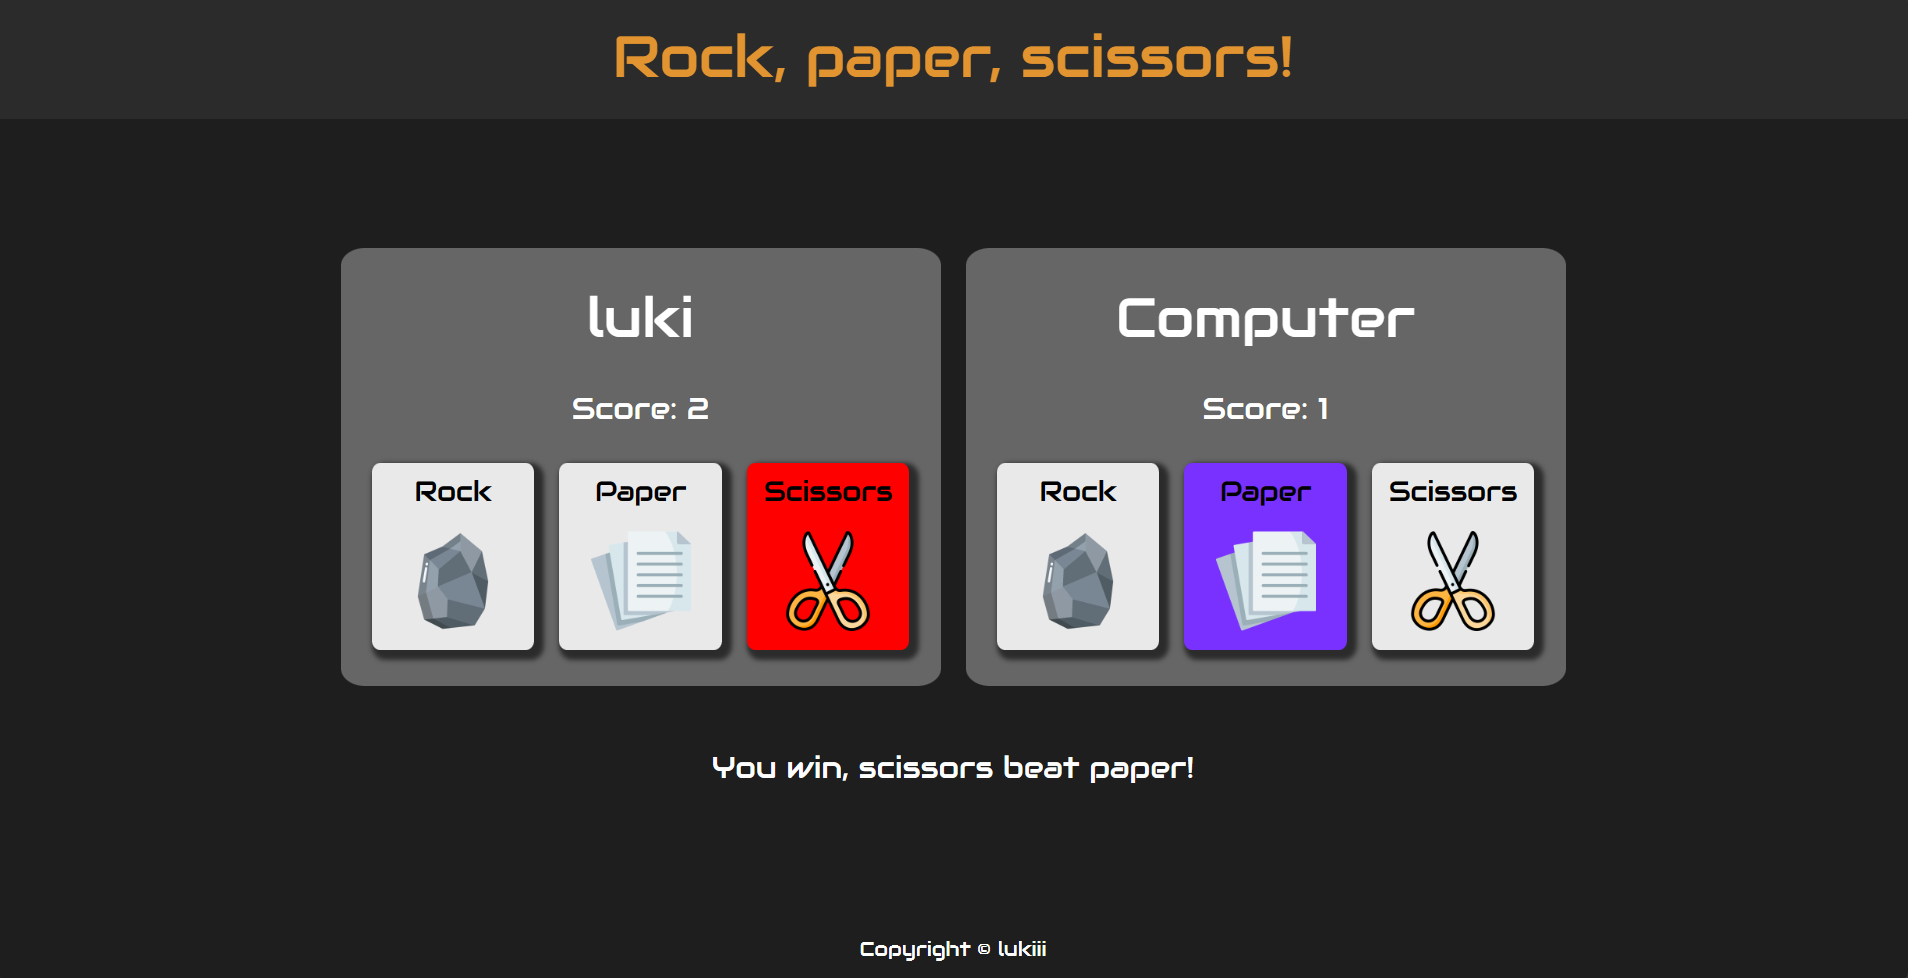 Rock, paper, scissors!
luki
Score: 2
Rock
Paper
Scissors
Computer
Score: 1
Rock
Paper
Scissors
You win, scissors beat paper!
Copyright © lukiii